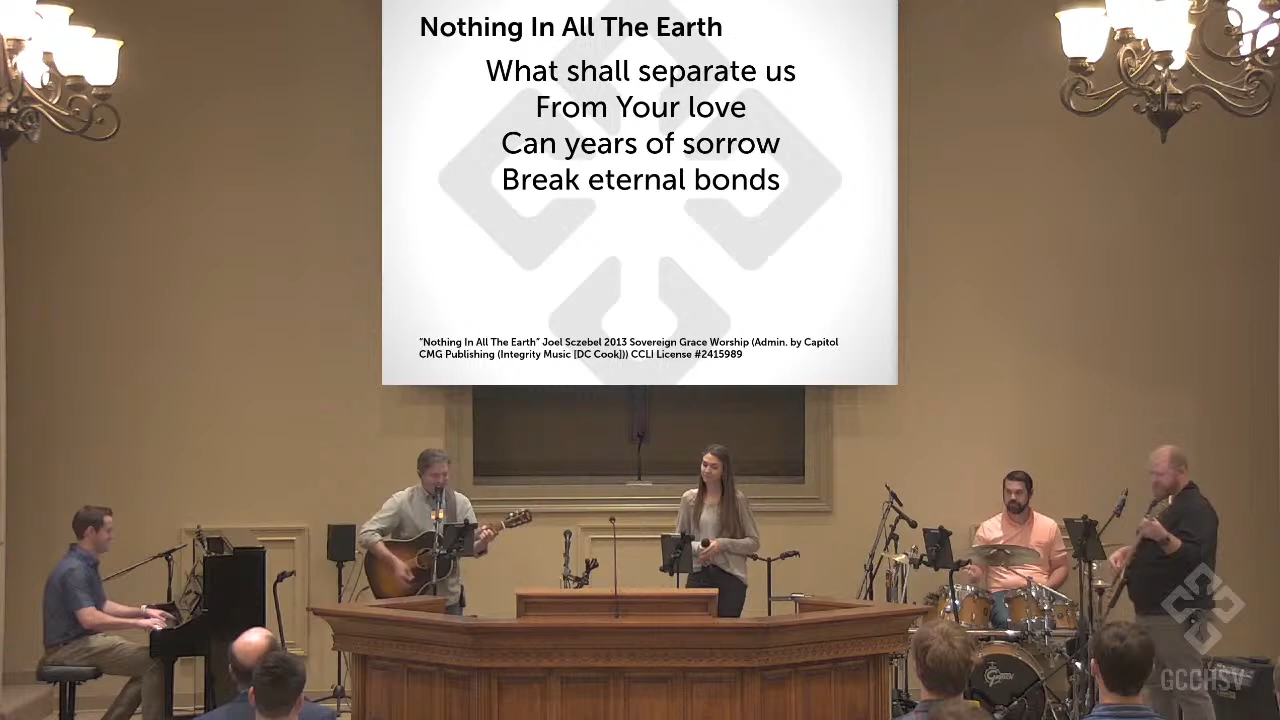 Nothing In All The Earth
What shall separate us
From Your love
Can years of sorrow
Break eternal bonds
"Nothing In All The Earth" Joel Sczebel 2013 Sovereign Grace Worship (Admin. by Capitol
CMG Publishing (Integrity Music [DC Cook])) CCLI License #2415989
Gretsch
GCCHSV